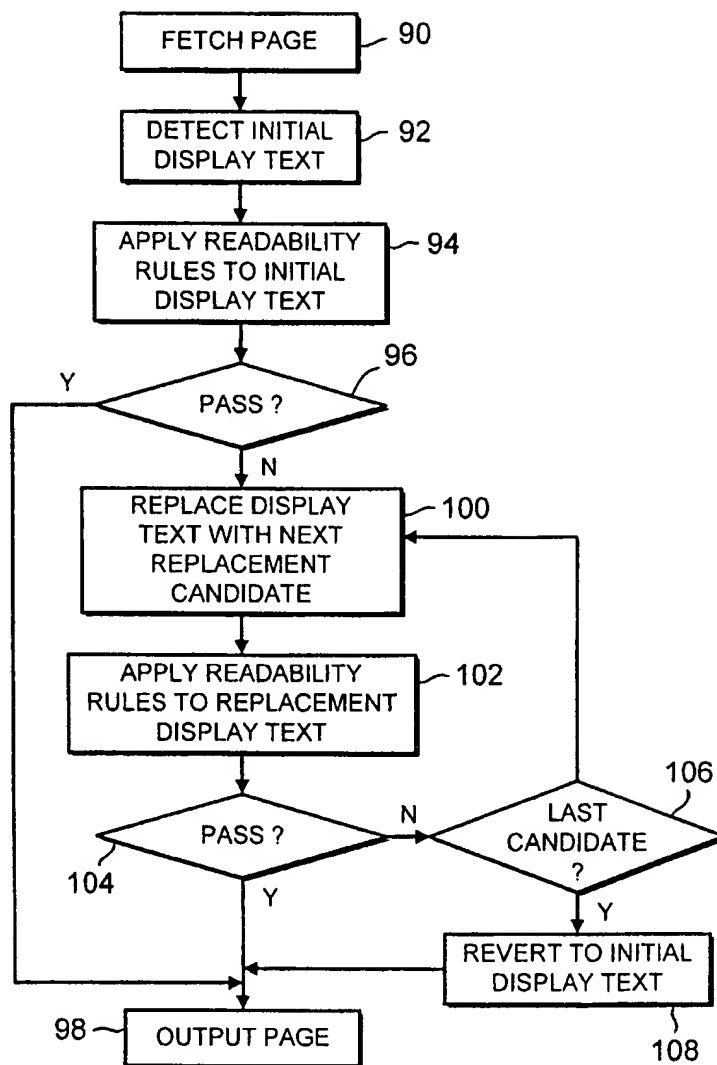 FETCH PAGE
90
DETECT INITIAL
DISPLAY TEXT
92
APPLY READABILITY
RULES TO INITIAL
DISPLAY TEXT
94
96
Y
PASS ?
N
REPLACE DISPLAY
TEXT WITH NEXT
REPLACEMENT
CANDIDATE
100
APPLY READABILITY
RULES TO REPLACEMENT
DISPLAY TEXT
102
106
PASS ?
N
LAST
CANDIDATE
?
104
Y
Y
REVERT TO INITIAL
DISPLAY TEXT
98
OUTPUT PAGE
108